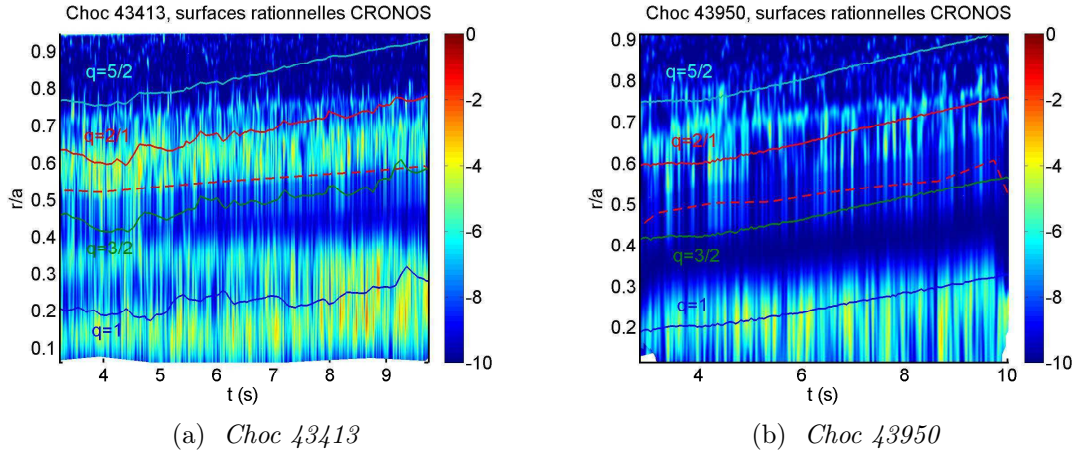 Choc 43413, surfaces rationnelles CRONOS
0.9
0.8
0.7
0.6
0.5
0.4
0.3
0.2
0.1
r/a
q=5/2
q=2/1
q=3/2
q=1
4 5 6 7 8 9
t (s)
0
-2
-4
-6
-8
-10
(a) Choc 43413
Choc 43950, surfaces rationnelles CRONOS
0.9
0.8
0.7
0.6
0.5
0.4
0.3
0.2
r/a
q=5/2
q=2/1
q=3/2
q=1
4 6 8 10
t (s)
0
-2
-4
-6
-8
-10
(b) Choc 43950